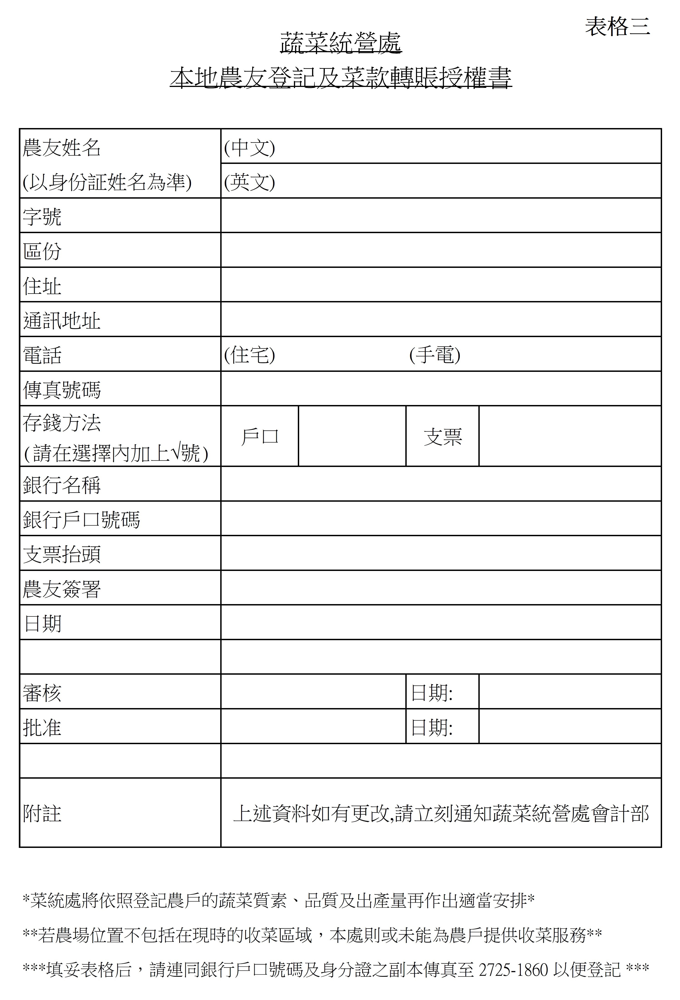 表格三
蔬菜統營處
本地農友登記及菜款轉賬授權書
農友姓名
(中文)
(以身份証姓名為準)
(英文)
字號
區份
住址
通訊地址
電話 (住宅) (手電)
傳真號碼
存錢方法
(請在選擇內加上√號)
戶口 支票
銀行名稱
銀行戶口號碼
支票抬頭
農友簽署
日期
審核 日期:
批准 日期:
附註 上述資料如有更改,請立刻通知蔬菜統營處會計部
*菜統處將依照登記農戶的蔬菜質素、品質及出產量再作出適當安排*
**若農場位置不包括在現時的收菜區域，本處則或未能為農戶提供收菜服務**
***填妥表格后，請連同銀行戶口號碼及身分證之副本傳真至 2725-1860 以便登記 ***